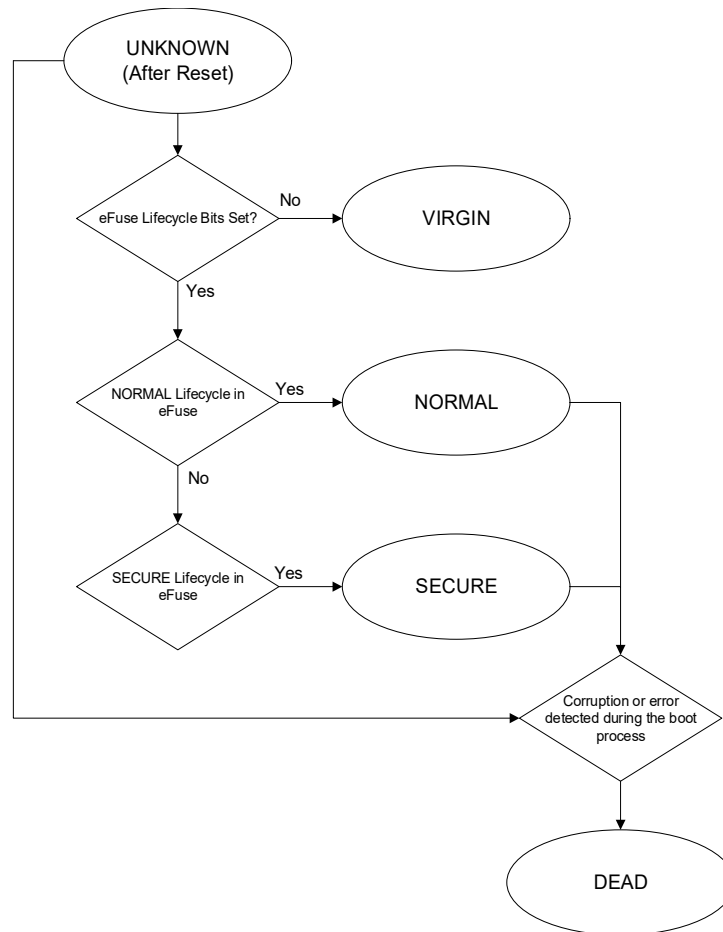 UNKNOWN
(After Reset)
eFuse Lifecycle Bits Set?
No
VIRGIN
Yes
NORMAL Lifecycle in
eFuse
Yes
NORMAL
No
SECURE Lifecycle in
eFuse
Yes
SECURE
Corruption or error
detected during the boot
process
DEAD